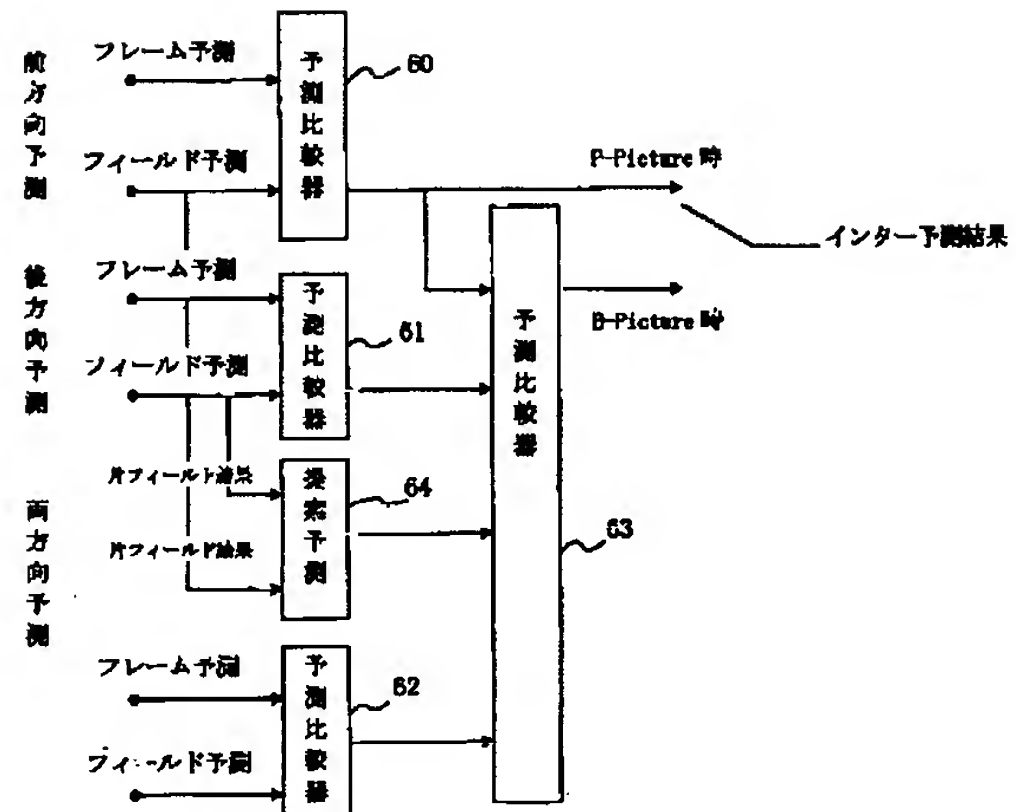 前方向予測
フレーム予測
フィールド予測
予測比較器
60
P-Picture 時
インター予測結果
B-Picture 時
後方向予測
フレーム予測
フィールド予測
予測比較器
61
予測比較器
63
両方向予測
片フィールド結果
片フィールド結果
提案予測
64
フレーム予測
フィールド予測
予測比較器
62